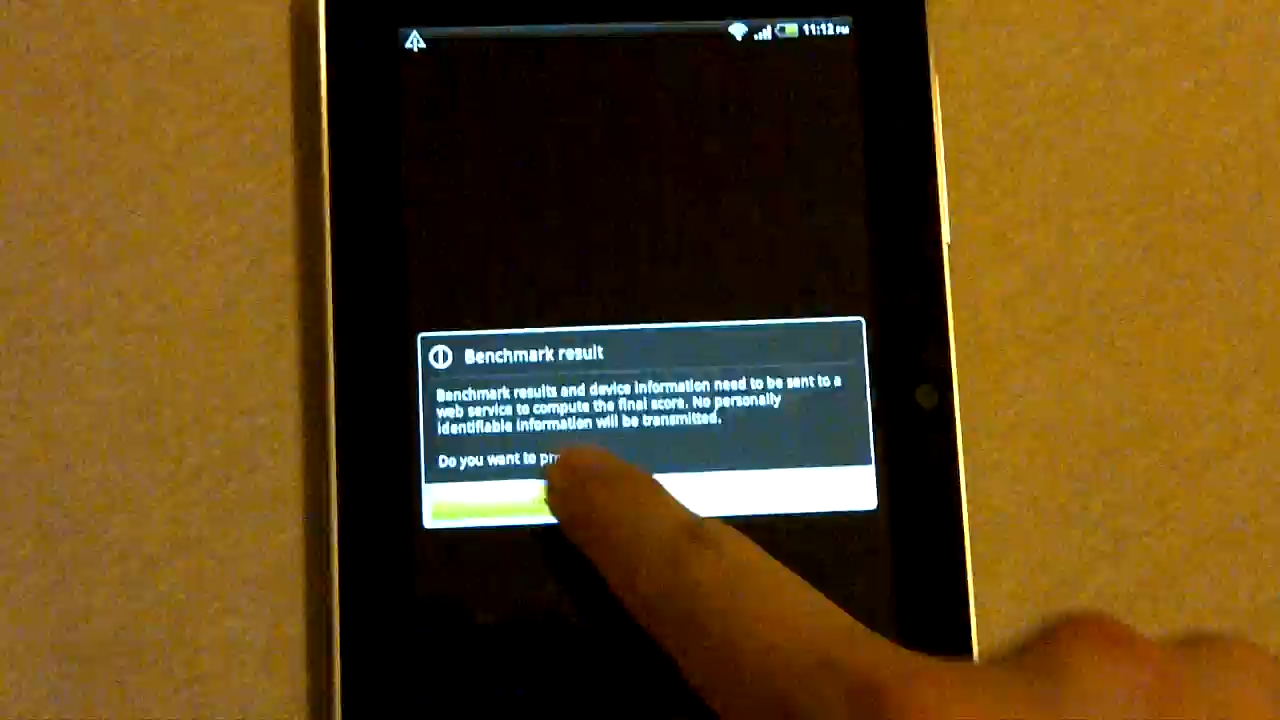 11:12 PM
Benchmark result
Benchmark results and device information need to be sent to a
web service to compute the final score. No personally
identifiable information will be transmitted.
Do you want to